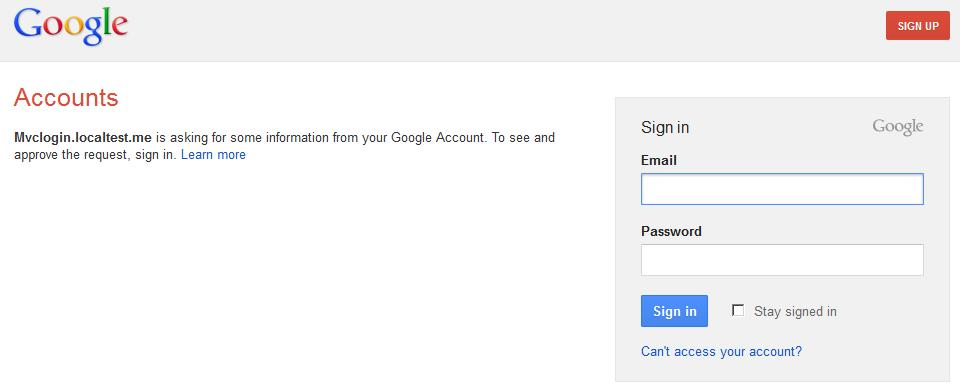 Google
SIGN UP
Accounts
Mvclogin.localtest.me is asking for some information from your Google Account. To see and
approve the request, sign in. Learn more
Sign in Google
Email
Password
Sign in Stay signed in
Can't access your account?